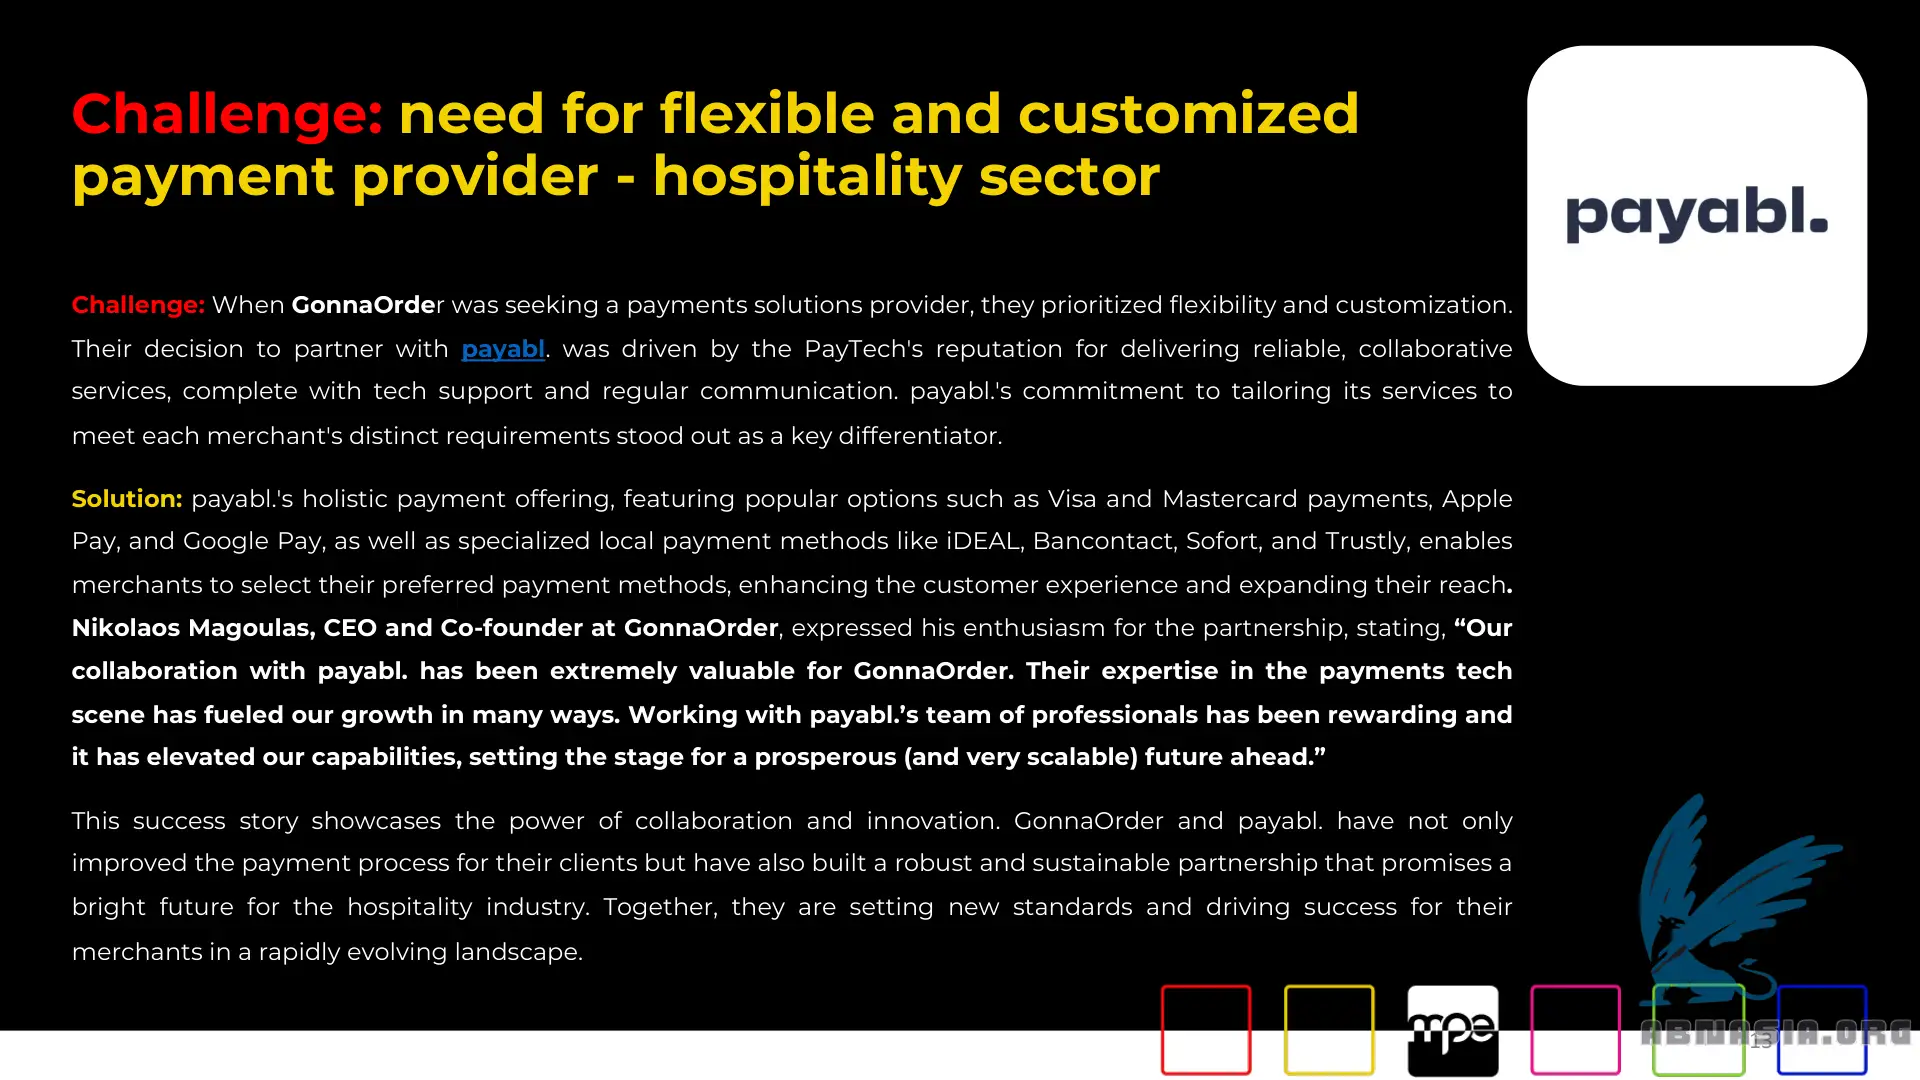 Challenge: need for flexible and customized
payment provider - hospitality sector
payabl.
Challenge: When GonnaOrder was seeking a payments solutions provider, they prioritized flexibility and customization.
Their decision to partner with payabl. was driven by the PayTech's reputation for delivering reliable, collaborative
services, complete with tech support and regular communication. payabl.'s commitment to tailoring its services to
meet each merchant's distinct requirements stood out as a key differentiator.
Solution: payabl.'s holistic payment offering, featuring popular options such as Visa and Mastercard payments, Apple
Pay, and Google Pay, as well as specialized local payment methods like iDEAL, Bancontact, Sofort, and Trustly, enables
merchants to select their preferred payment methods, enhancing the customer experience and expanding their reach.
Nikolaos Magoulas, CEO and Co-founder at GonnaOrder, expressed his enthusiasm for the partnership, stating, “Our
collaboration with payabl. has been extremely valuable for GonnaOrder. Their expertise in the payments tech
scene has fueled our growth in many ways. Working with payabl.’s team of professionals has been rewarding and
it has elevated our capabilities, setting the stage for a prosperous (and very scalable) future ahead.”
This success story showcases the power of collaboration and innovation. GonnaOrder and payabl. have not only
improved the payment process for their clients but have also built a robust and sustainable partnership that promises a
bright future for the hospitality industry. Together, they are setting new standards and driving success for their
merchants in a rapidly evolving landscape.
mpe
ABNASIA.ORG
13